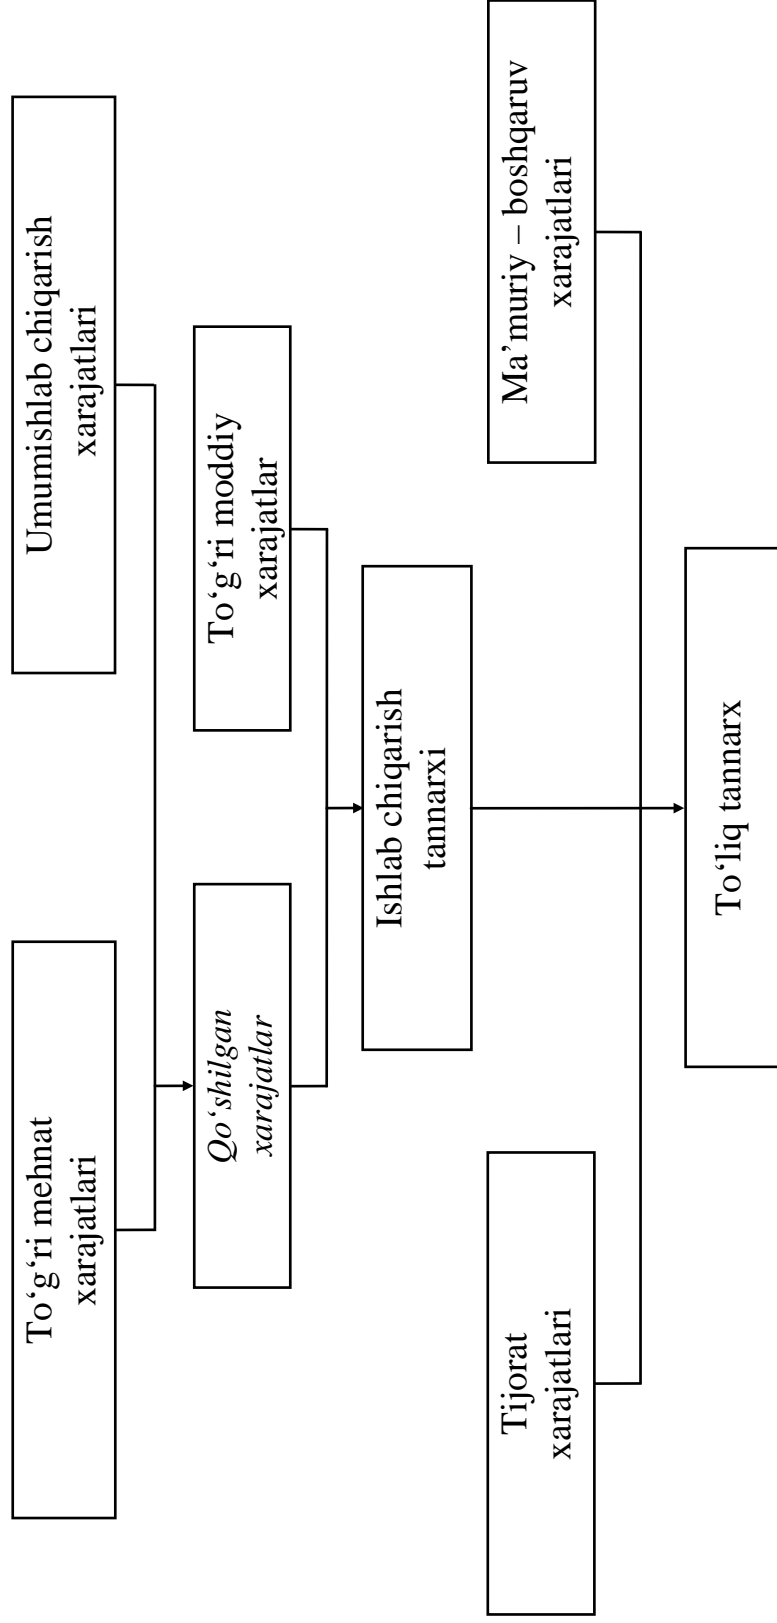 To‘g‘ri mehnat
xarajatlari
Umumishlab chiqarish
xarajatlari
Qo‘shilgan
xarajatlar
To‘g‘ri moddiy
xarajatlar
Ishlab chiqarish
tannarxi
Tijorat
xarajatlari
Ma’muriy – boshqaruv
xarajatlari
To‘liq tannarx